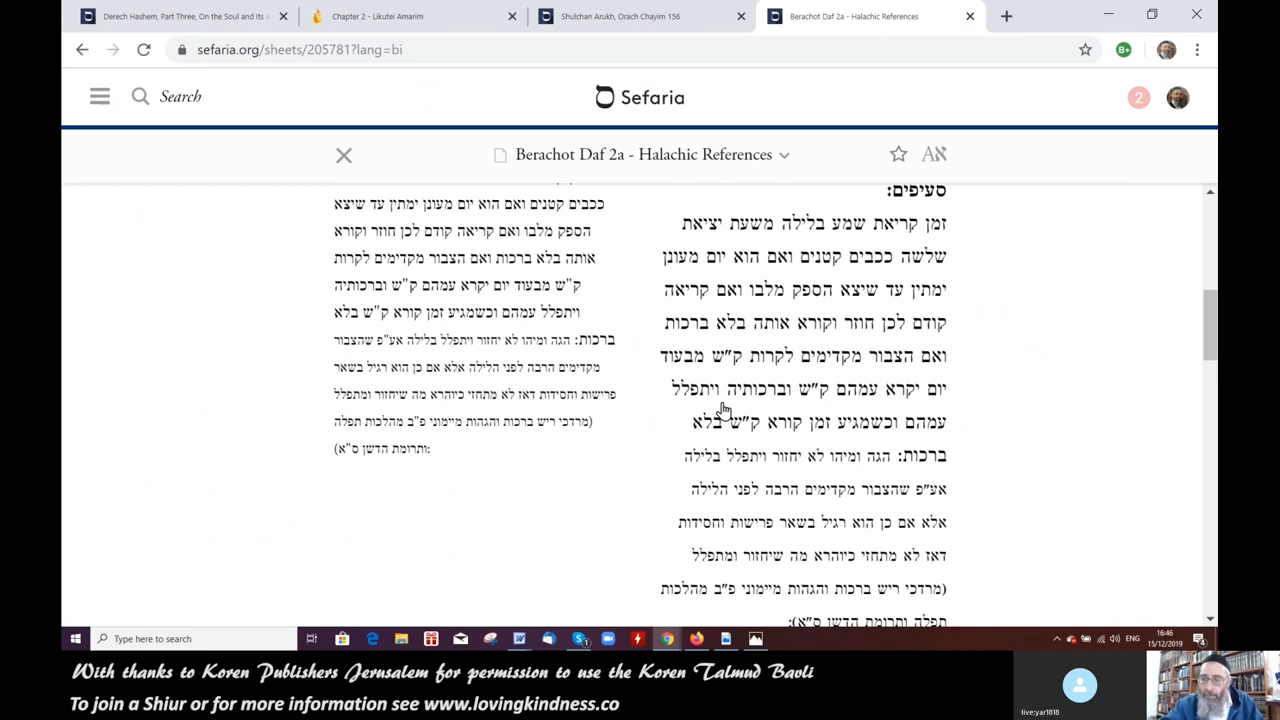 Derech Hashem, Part Three, On the Soul and Its A
Chapter 2 - Likutei Amarim
Shulchan Arukh, Orach Chayim 156
Berachot Daf 2a - Halachic References
sefaria.org/sheets/205781?lang=bi
B+
Search
Sefaria
2
Berachot Daf 2a - Halachic References
סעיפים:
זמן קריאת שמע בלילה משעת יציאת
שלשה ככבים קטנים ואם הוא יום מעונן
ימתין עד שיצא הספק מלבו ואם קריאה
קודם לכן חוזר וקורא אותה בלא ברכות
ואם הצבור מקדימים לקרות ק"ש מבעוד
יום יקרא עמהם ק"ש וברכותיה ויתפלל
עמהם וכשמגיע זמן קורא ק"ש בלא
ברכות: הגה ומיהו לא יחזור ויתפלל בלילה
אע"פ שהצבור מקדימים הרבה לפני הלילה
אלא אם כן הוא רגיל בשאר פרישות וחסידות
דאז לא מתחזי כיוהרא מה שיחזור ומתפלל
(מרדכי ריש ברכות והגהות מיימוני פ"ב מהלכות
תפלה ותרומת הדשן ס"א):
ככבים קטנים ואם הוא יום מעונן ימתין עד שיצא
הספק מלבו ואם קריאה קודם לכן חוזר וקורא
אותה בלא ברכות ואם הצבור מקדימים לקרות
ק"ש מבעוד יום יקרא עמהם ק"ש וברכותיה
ויתפלל עמהם וכשמגיע זמן קורא ק"ש בלא
ברכות: הגה ומיהו לא יחזור ויתפלל בלילה אע"פ שהצבור
מקדימים הרבה לפני הלילה אלא אם כן הוא רגיל בשאר
פרישות וחסידות דאז לא מתחזי כיוהרא מה שיחזור ומתפלל
(מרדכי ריש ברכות והגהות מיימוני פ"ב מהלכות תפלה
ותרומת הדשן ס"א):
Type here to search
ENG
16:46
15/12/2019
4
With thanks to Koren Publishers Jerusalem for permission to use the Koren Talmud Bavli
To join a Shiur or for more information see www.lovingkindness.co
live:yar1818